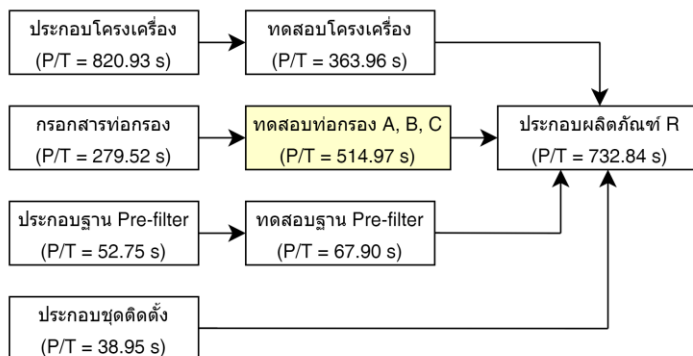 ประกอบโครงเครื่อง
(P/T = 820.93 s)
ทดสอบโครงเครื่อง
(P/T = 363.96 s)
กรอกสารท่อกรอง
(P/T = 279.52 s)
ทดสอบท่อกรอง A, B, C
(P/T = 514.97 s)
ประกอบผลิตภัณฑ์ R
(P/T = 732.84 s)
ประกอบฐาน Pre-filter
(P/T = 52.75 s)
ทดสอบฐาน Pre-filter
(P/T = 67.90 s)
ประกอบชุดติดตั้ง
(P/T = 38.95 s)